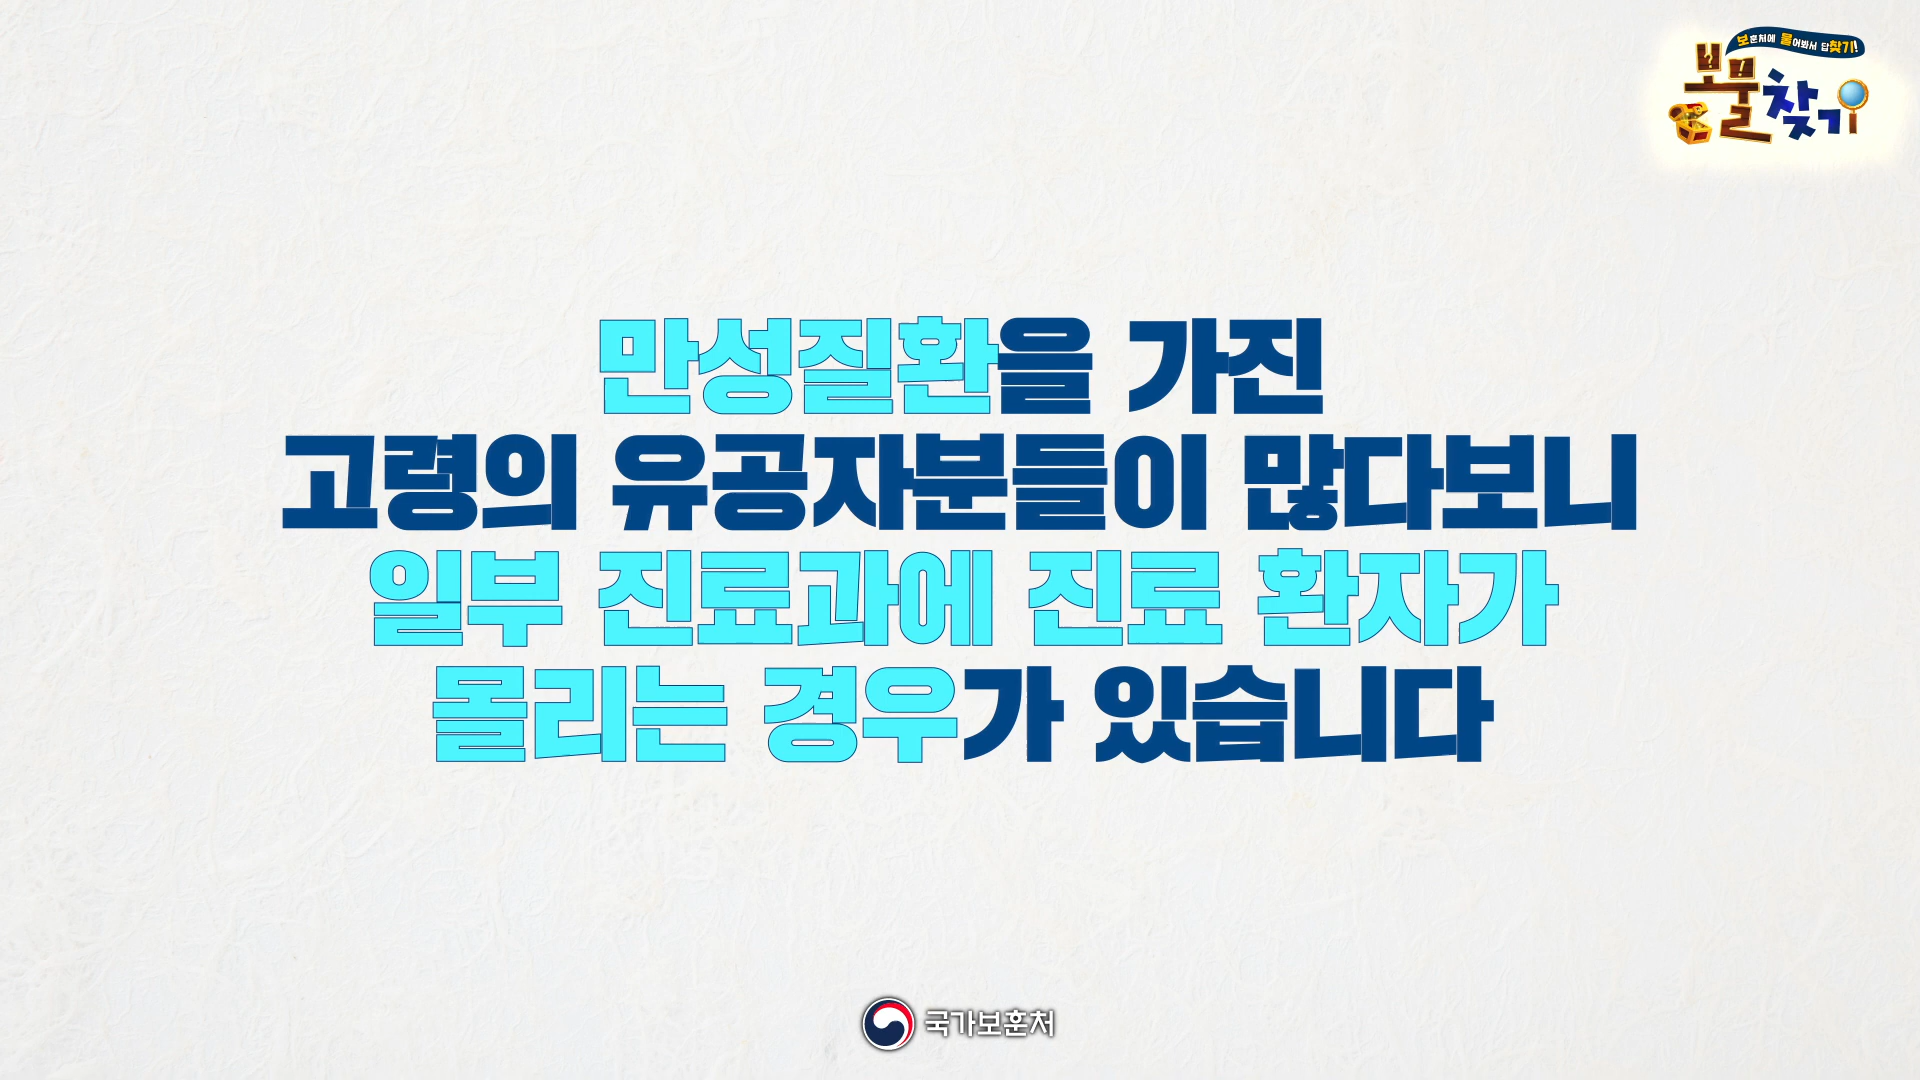 보훈처에 물어봐서 답찾기!
보물찾기
만성질환을 가진
고령의 유공자분들이 많다보니
일부 진료과에 진료 환자가
몰리는 경우가 있습니다
국가보훈처